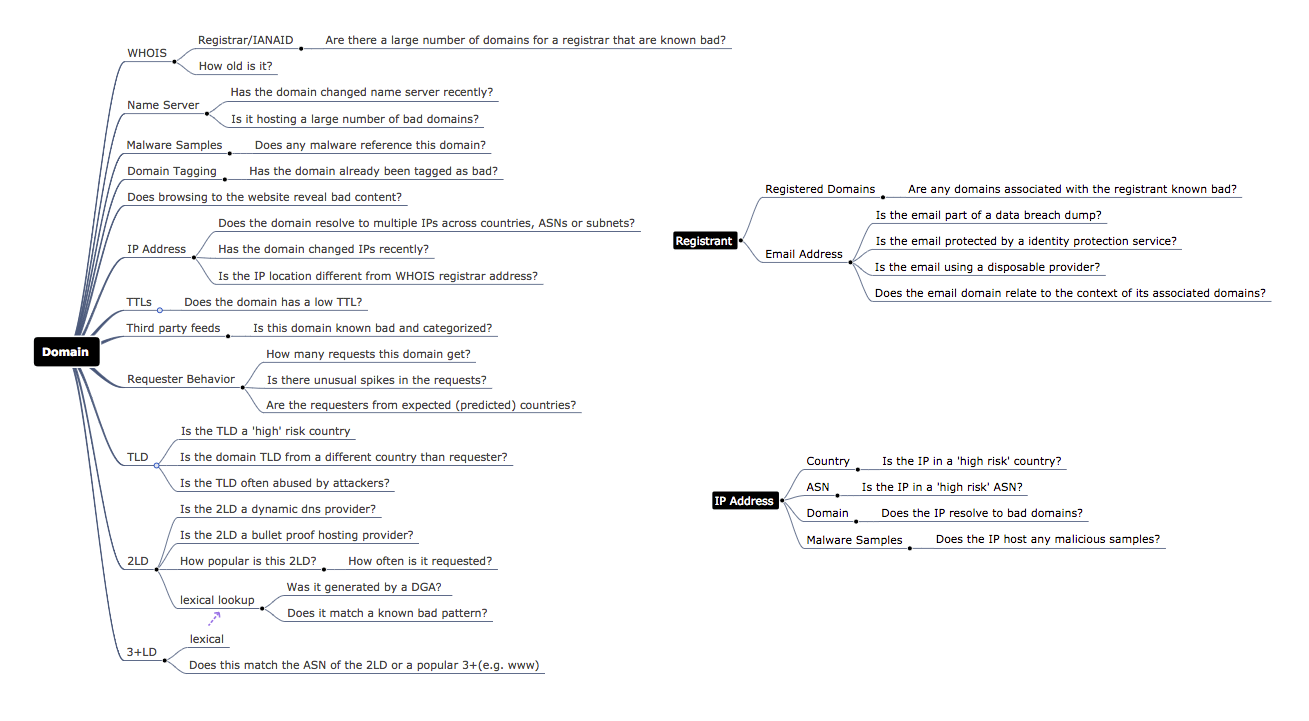 WHOIS
Registrar/IANAID
Are there a large number of domains for a registrar that are known bad?
How old is it?
Name Server
Has the domain changed name server recently?
Is it hosting a large number of bad domains?
Malware Samples
Does any malware reference this domain?
Domain Tagging
Has the domain already been tagged as bad?
Does browsing to the website reveal bad content?
IP Address
Does the domain resolve to multiple IPs across countries, ASNs or subnets?
Has the domain changed IPs recently?
Is the IP location different from WHOIS registrar address?
TTLs
Does the domain has a low TTL?
Third party feeds
Is this domain known bad and categorized?
Domain
Requester Behavior
How many requests this domain get?
Is there unusual spikes in the requests?
Are the requesters from expected (predicted) countries?
TLD
Is the TLD a 'high' risk country
Is the domain TLD from a different country than requester?
Is the TLD often abused by attackers?
2LD
Is the 2LD a dynamic dns provider?
Is the 2LD a bullet proof hosting provider?
How popular is this 2LD?
How often is it requested?
lexical lookup
Was it generated by a DGA?
Does it match a known bad pattern?
3+LD
lexical
Does this match the ASN of the 2LD or a popular 3+(e.g. www)
Registrant
Registered Domains
Are any domains associated with the registrant known bad?
Email Address
Is the email part of a data breach dump?
Is the email protected by a identity protection service?
Is the email using a disposable provider?
Does the email domain relate to the context of its associated domains?
IP Address
Country
Is the IP in a 'high risk' country?
ASN
Is the IP in a 'high risk' ASN?
Domain
Does the IP resolve to bad domains?
Malware Samples
Does the IP host any malicious samples?